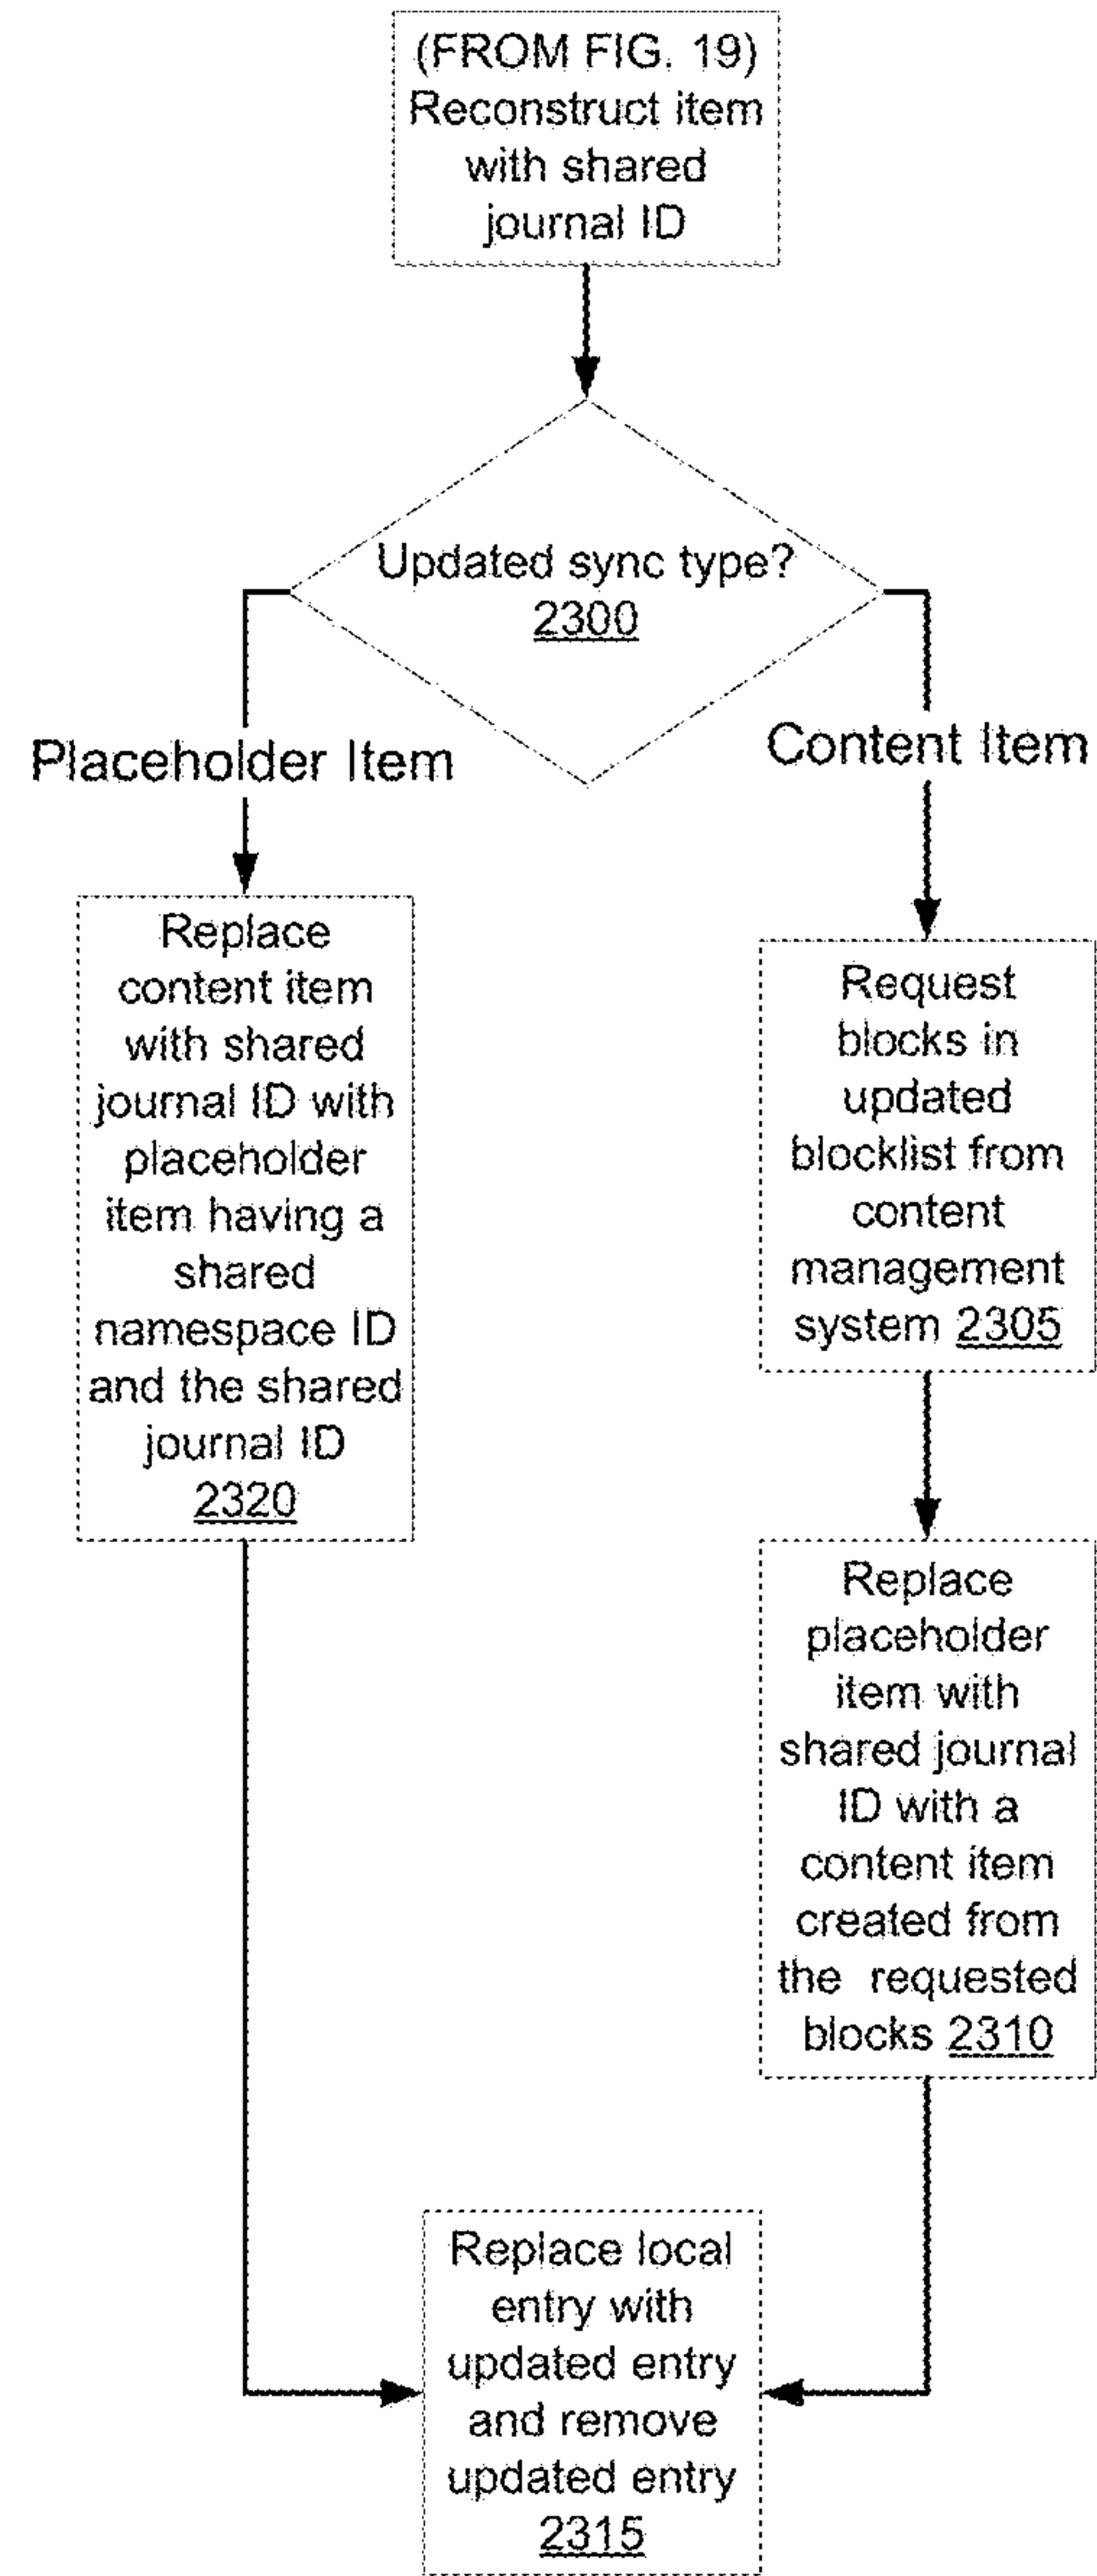 (FROM FIG. 19)
Reconstruct item
with shared
journal ID
Updated sync type?
2300
Placeholder Item
Content Item
Replace
content item
with shared
journal ID with
placeholder
item having a
shared
namespace ID
and the shared
journal ID
2320
Request
blocks in
updated
blocklist from
content
management
system 2305
Replace
placeholder
item with
shared journal
ID with a
content item
created from
the requested
blocks 2310
Replace local
entry with
updated entry
and remove
updated entry
2315